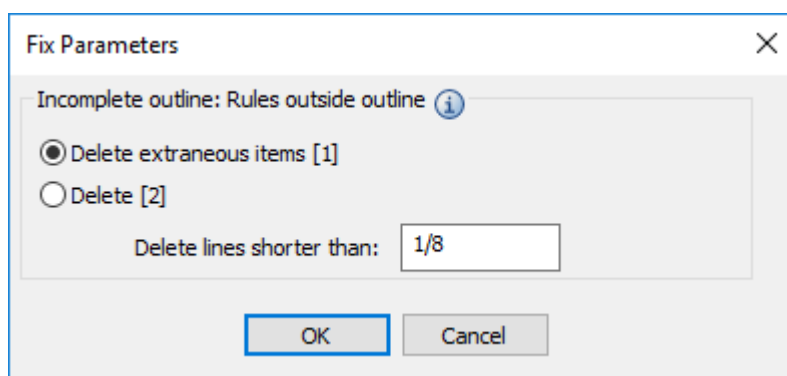 Fix Parameters
Incomplete outline: Rules outside outline
Delete extraneous items [1]
Delete [2]
Delete lines shorter than: 1/8
OK Cancel